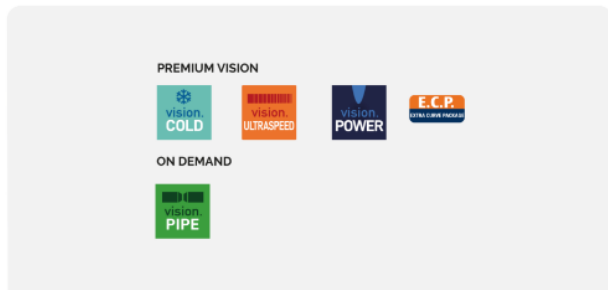 PREMIUM VISION
vision.
COLD
vision.
ULTRASPEED
vision.
POWER
E.C.P.
EXTRA CURVE PACKAGE
ON DEMAND
vision.
PIPE